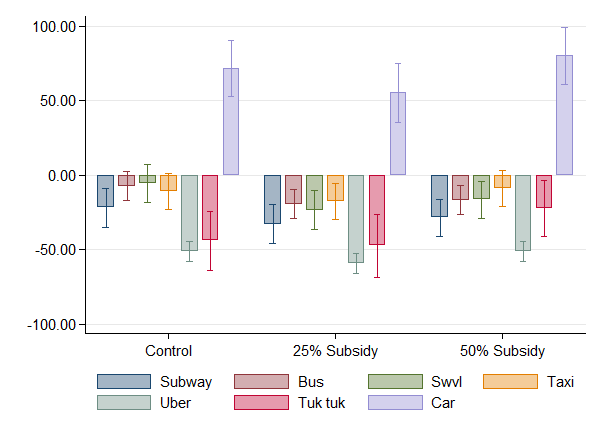 100.00
50.00
0.00
-50.00
-100.00
Control 25% Subsidy 50% Subsidy
Subway Bus Swvl Taxi
Uber Tuk tuk Car